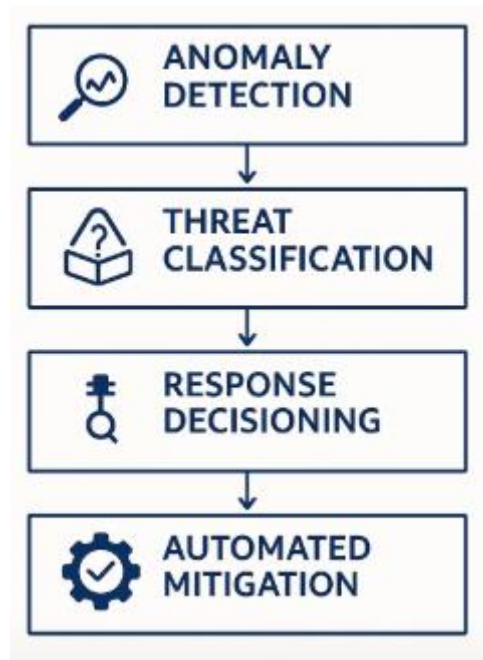 ANOMALY
DETECTION
?
THREAT
CLASSIFICATION
RESPONSE
DECISIONING
AUTOMATED
MITIGATION